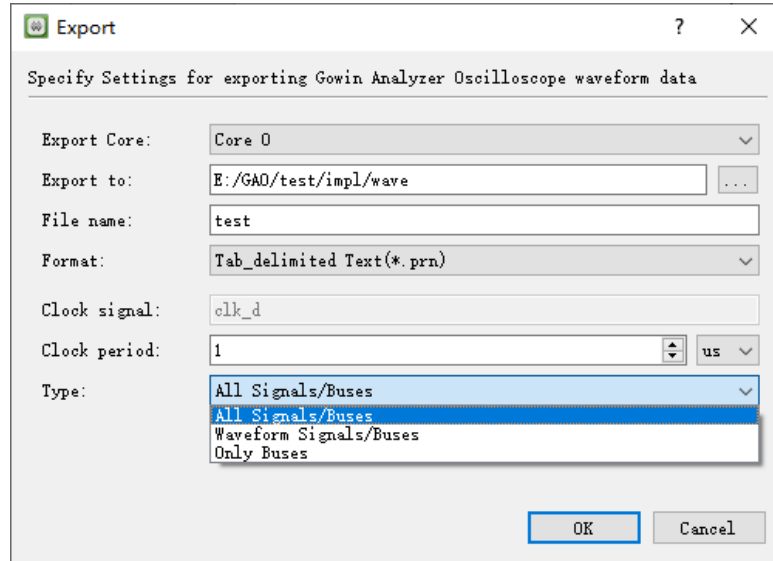 Export
?
Specify Settings for exporting Gowin Analyzer Oscilloscope waveform data
Export Core: Core 0
Export to: E:/GAO/test/impl/wave ...
File name: test
Format: Tab_delimited Text(*.prn)
Clock signal: clk_d
Clock period: 1 us
Type: All Signals/Buses
All Signals/Buses
Waveform Signals/Buses
Only Buses
OK Cancel